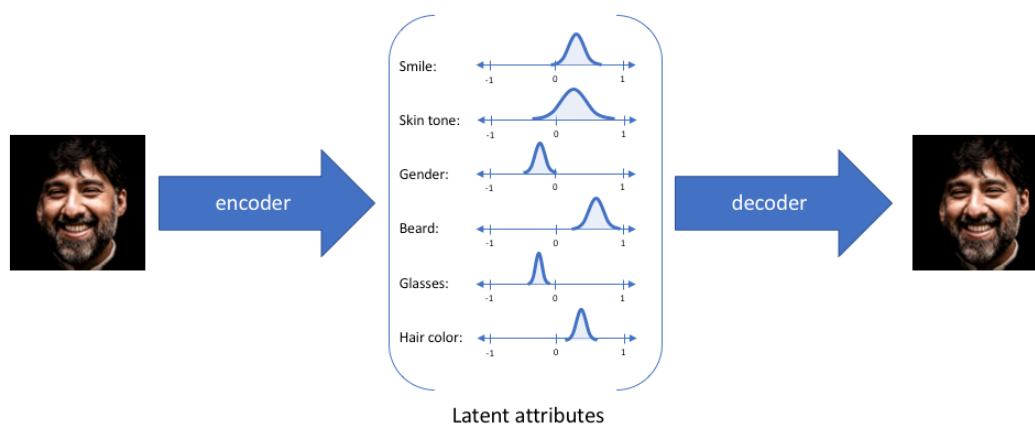 Smile:
-1 0 1
Skin tone:
-1 0 1
Gender:
-1 0 1
encoder
decoder
Beard:
-1 0 1
Glasses:
-1 0 1
Hair color:
-1 0 1
Latent attributes